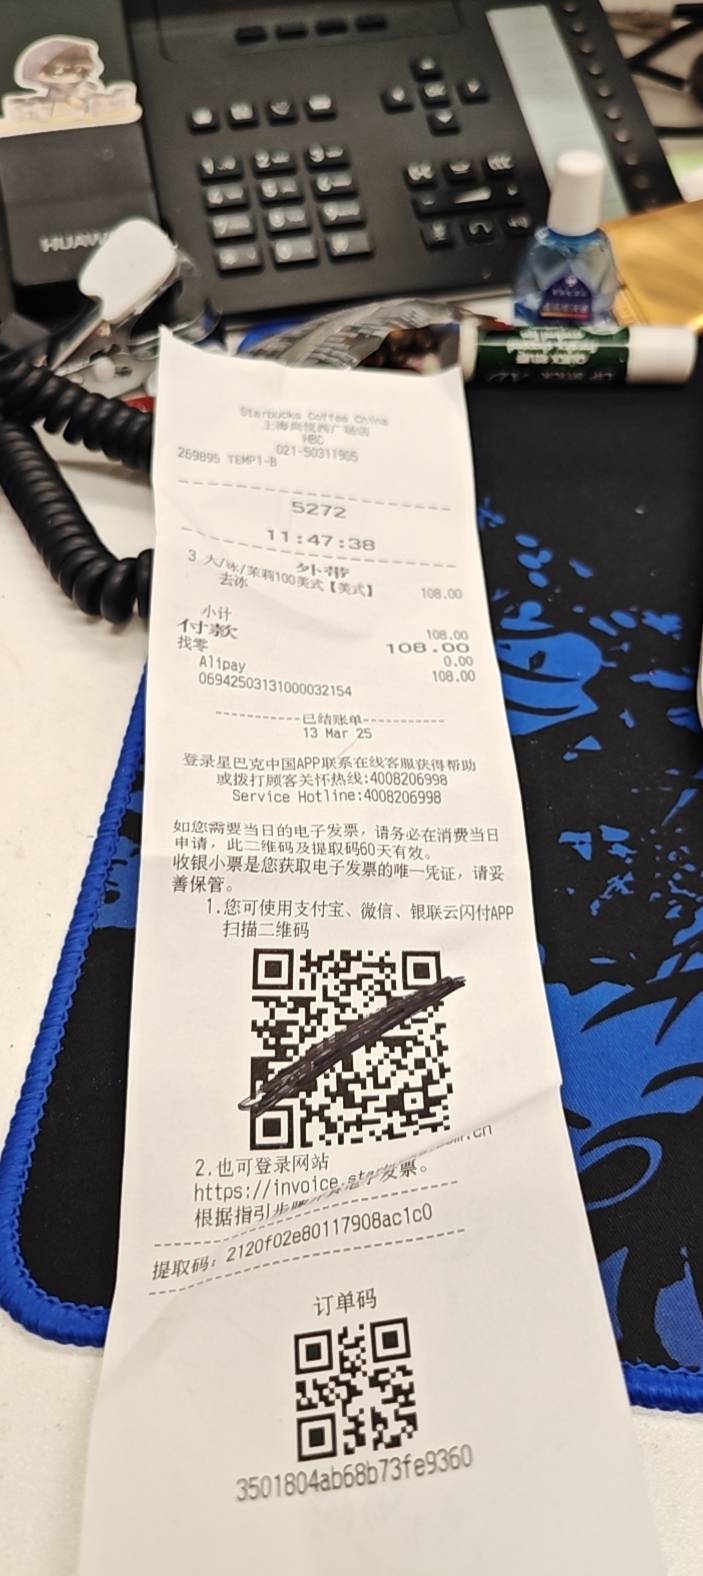 HUAW
Starbucks Coffee China
HBC
021-50311905
269895 TEMP1-B
5272
11:47:38
外带
3 大/冰/茉莉100美式【美式】 108.00
去冰
小计 108.00
付款 108.00
找零 0.00
Alipay 108.00
06942503131000032154
-----------已结账单-----------
13 Mar 25
登录星巴克中国APP联系在线客服获得帮助
或拨打顾客关怀热线:4008206998
Service Hotline:4008206998
如您需要当日的电子发票，请务必在消费当日
申请，此二维码及提取码60天有效。
收银小票是您获取电子发票的唯一凭证，请妥
善保管。
1.您可使用支付宝、微信、银联云闪付APP
扫描二维码
2.也可登录网站
https://invoice.st
根据指引 发票。
提取码: 2120f02e80117908ac1c0
订单码
3501804ab68b73fe9360